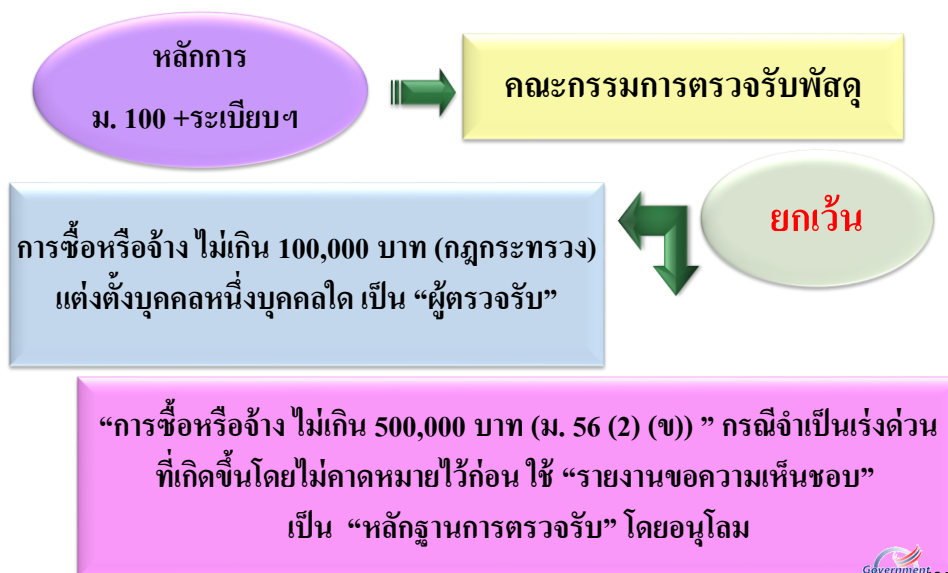 หลักการ
ม. 100 +ระเบียบฯ
คณะกรรมการตรวจรับพัสดุ
ยกเว้น
การซื้อหรือจ้าง ไม่เกิน 100,000 บาท (กฎกระทรวง)
แต่งตั้งบุคคลหนึ่งบุคคลใด เป็น “ผู้ตรวจรับ”
“การซื้อหรือจ้าง ไม่เกิน 500,000 บาท (ม. 56 (2) (ข)) ” กรณีจำเป็นเร่งด่วน
ที่เกิดขึ้นโดยไม่คาดหมายไว้ก่อน ใช้ “รายงานขอความเห็นชอบ”
เป็น “หลักฐานการตรวจรับ” โดยอนุโลม
Government